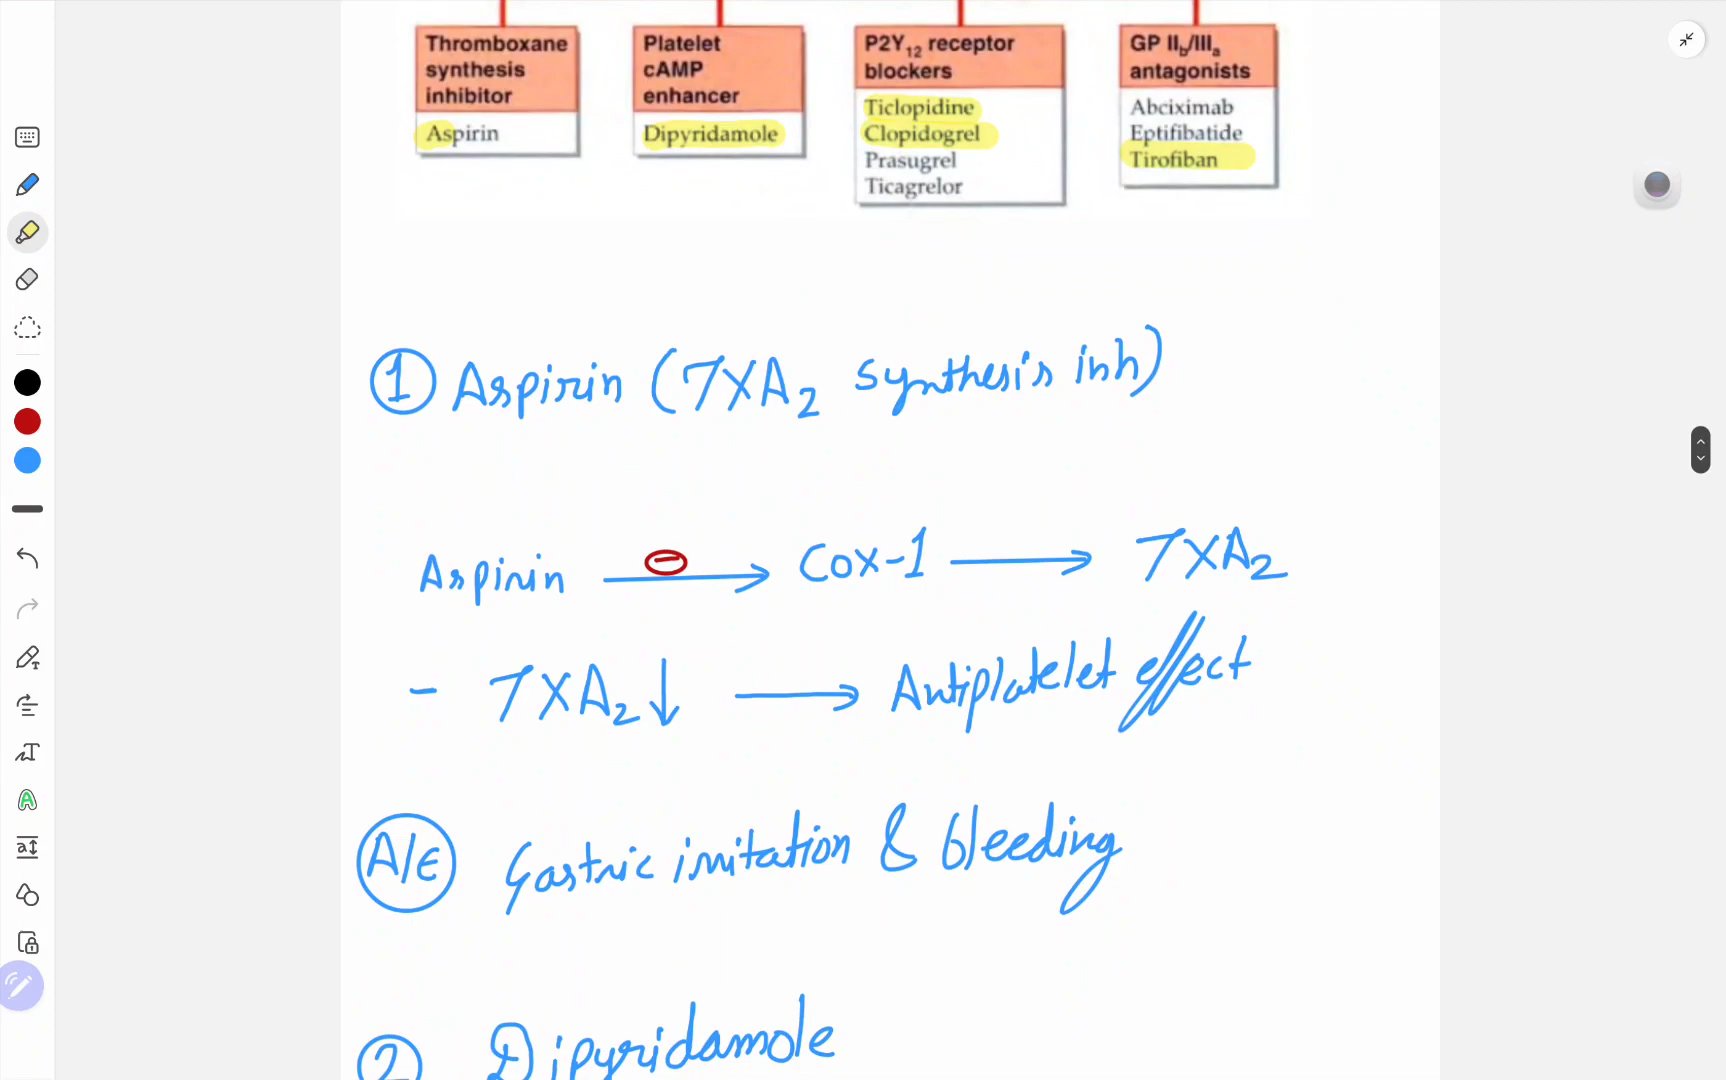 Thromboxane
synthesis
inhibitor
Aspirin
Platelet
cAMP
enhancer
Dipyridamole
P2Y₁₂ receptor
blockers
Ticlopidine
Clopidogrel
Prasugrel
Ticagrelor
GP IIb/IIIa
antagonists
Abciximab
Eptifibatide
Tirofiban
① Aspirin (TXA₂ synthesis inh)
Aspirin ⊖→ Cox-1 → TXA₂
- TXA₂↓ → Antiplatelet effect
A/E Gastric irritation & bleeding
② Dipyridamole